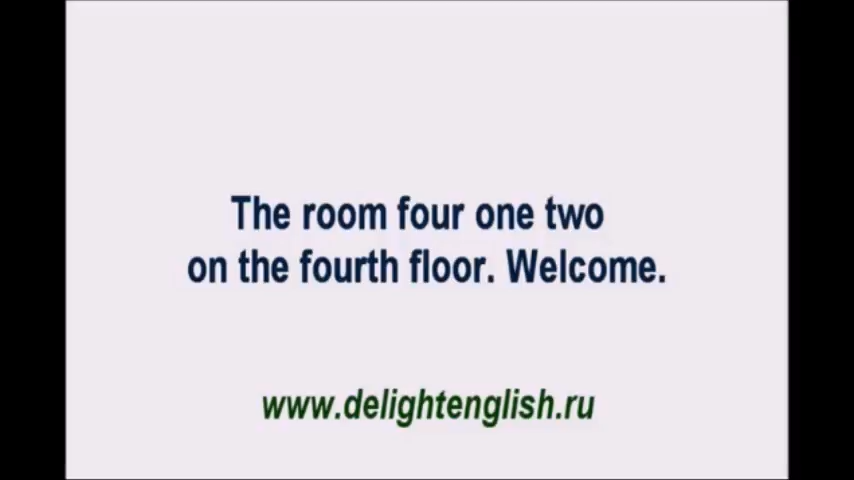 The room four one two
on the fourth floor. Welcome.
www.delightenglish.ru